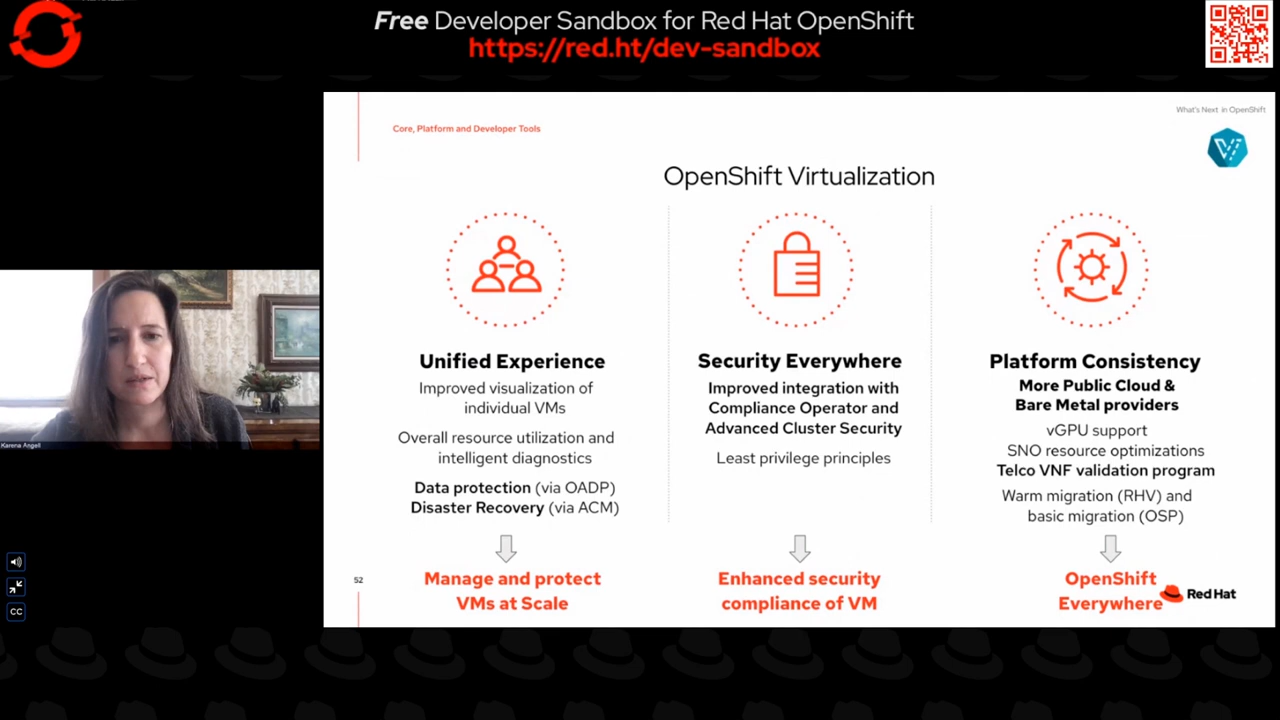 Free Developer Sandbox for Red Hat OpenShift
https://red.ht/dev-sandbox
What's Next in OpenShift
Core, Platform and Developer Tools
OpenShift Virtualization
Unified Experience
Improved visualization of
individual VMs
Overall resource utilization and
intelligent diagnostics
Data protection (via OADP)
Disaster Recovery (via ACM)
Manage and protect
VMs at Scale
Security Everywhere
Improved integration with
Compliance Operator and
Advanced Cluster Security
Least privilege principles
Enhanced security
compliance of VM
Platform Consistency
More Public Cloud &
Bare Metal providers
vGPU support
SNO resource optimizations
Telco VNF validation program
Warm migration (RHV) and
basic migration (OSP)
OpenShift
Everywhere
Red Hat
52
Karena Angell
CC